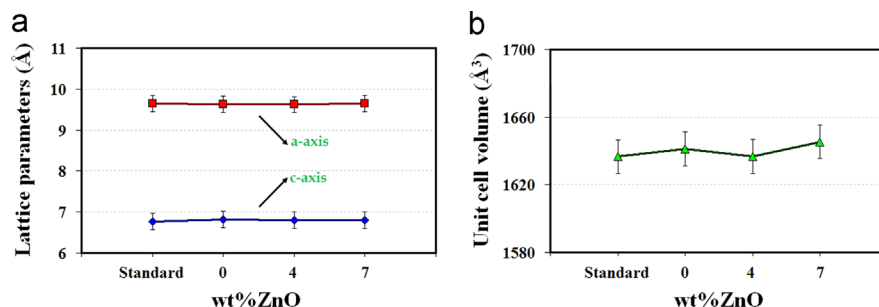 a
Lattice parameters (Å)
11
10
9
8
7
6
a-axis
c-axis
Standard 0 4 7
wt%ZnO
b
Unit cell volume (Å³)
1700
1660
1620
1580
Standard 0 4 7
wt%ZnO